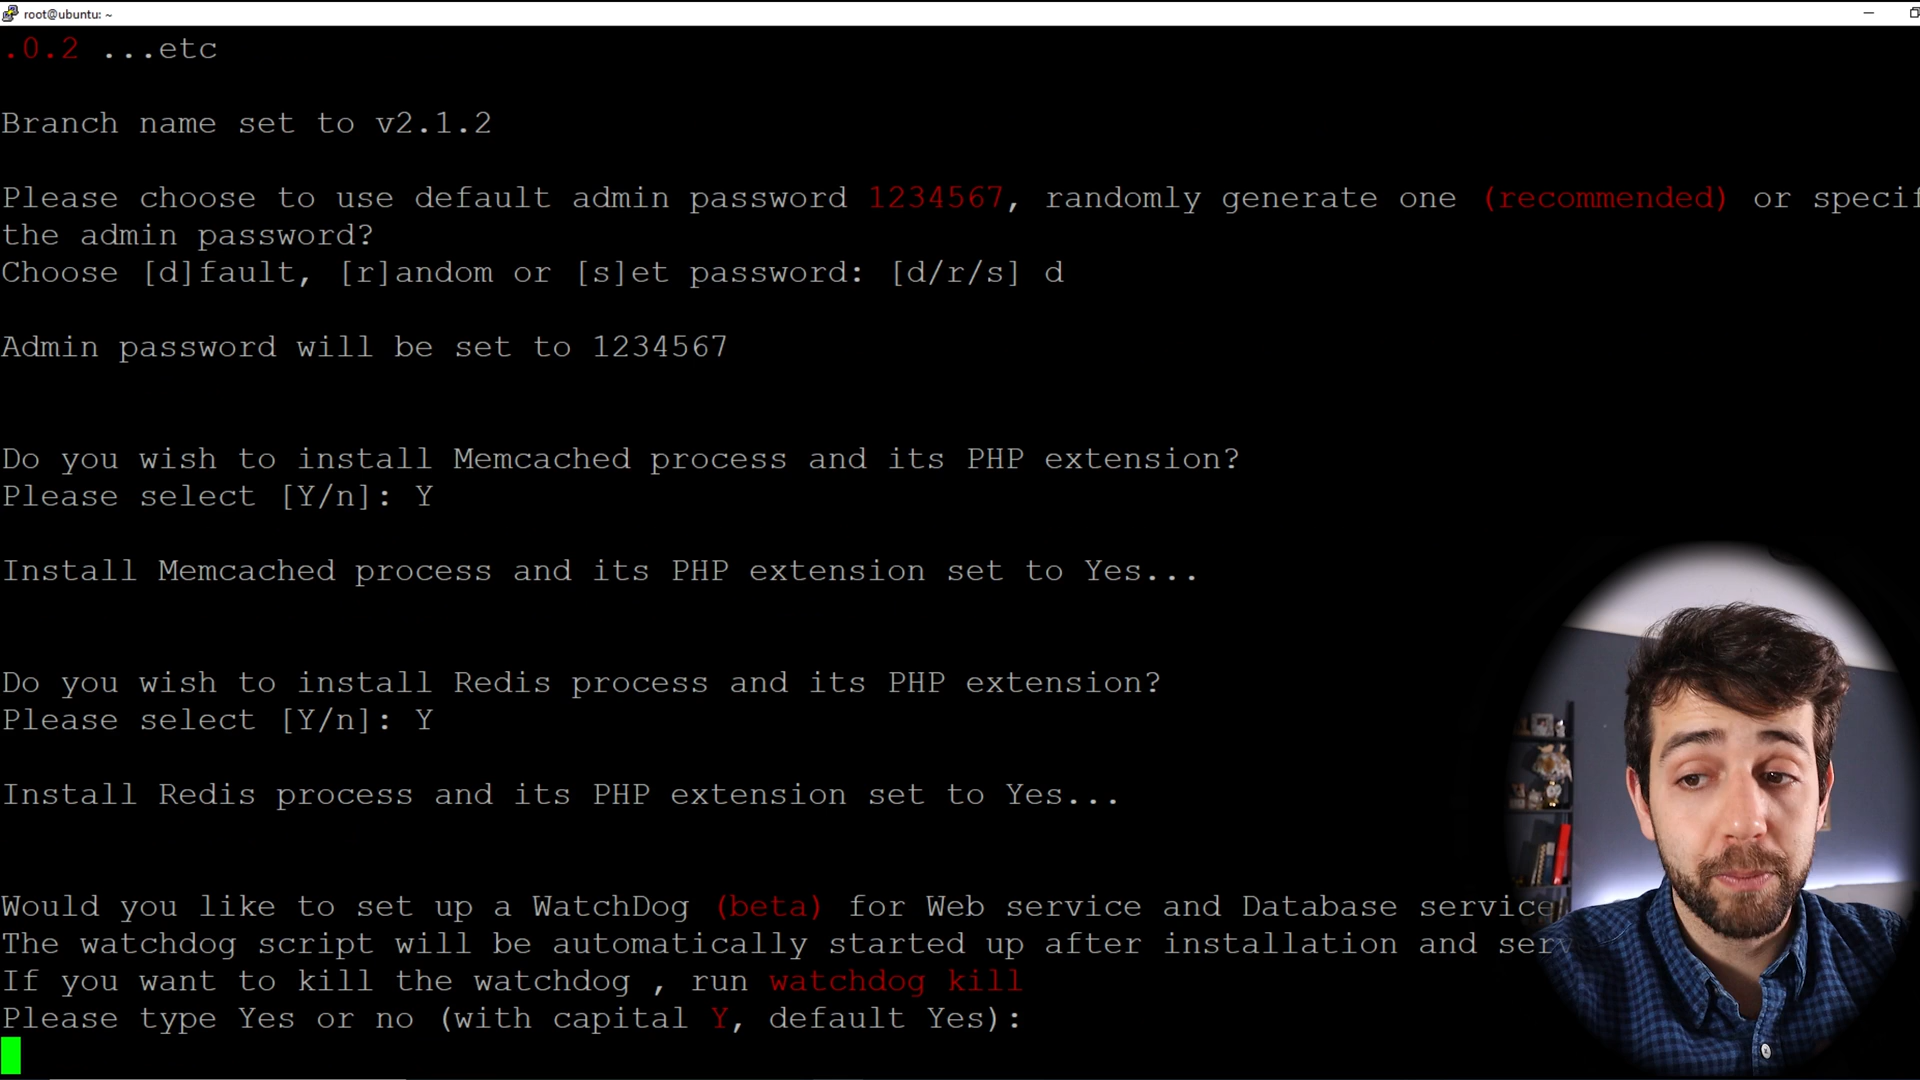 root@ubuntu: ~
.0.2 ...etc
Branch name set to v2.1.2
Please choose to use default admin password 1234567, randomly generate one (recommended) or specif
the admin password?
Choose [d]fault, [r]andom or [s]et password: [d/r/s] d
Admin password will be set to 1234567
Do you wish to install Memcached process and its PHP extension?
Please select [Y/n]: Y
Install Memcached process and its PHP extension set to Yes...
Do you wish to install Redis process and its PHP extension?
Please select [Y/n]: Y
Install Redis process and its PHP extension set to Yes...
Would you like to set up a WatchDog (beta) for Web service and Database service
The watchdog script will be automatically started up after installation and serv
If you want to kill the watchdog , run watchdog kill
Please type Yes or no (with capital Y, default Yes):